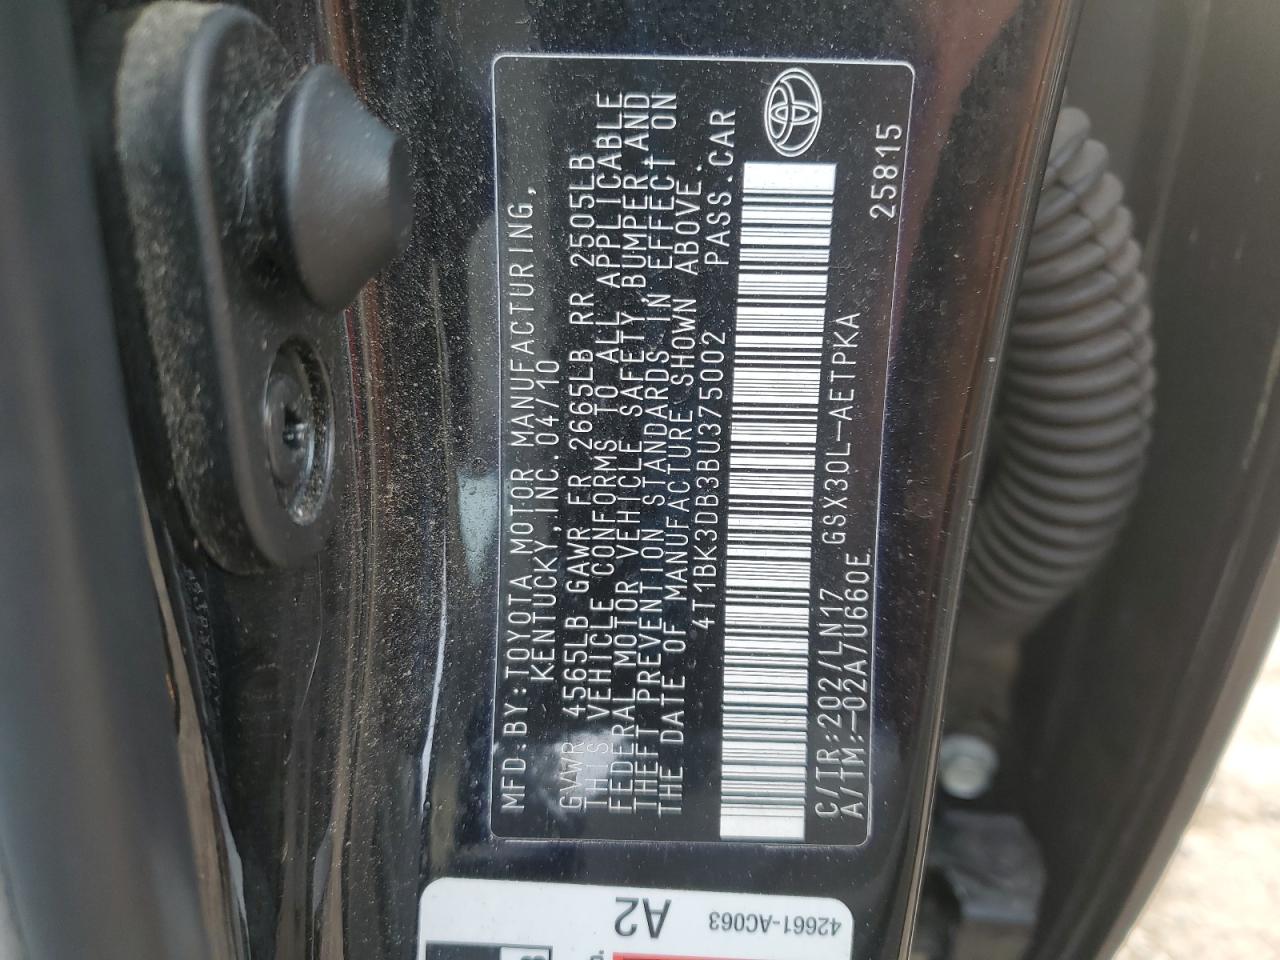 MFD.BY:TOYOTA MOTOR MANUFACTURING,
KENTUCKY, INC. 04/10
GVWR 4565LB GAWR FR 2665LB RR 2505LB
THIS VEHICLE CONFORMS TO ALL APPLICABLE
FEDERAL MOTOR VEHICLE SAFETY, BUMPER, AND
THEFT PREVENTION STANDARDS IN EFFECT ON
THE DATE OF MANUFACTURE SHOWN ABOVE.
4T1BK3DB3BU375002 PASS.CAR
C/TR:202/LN17 GSX30L-AETPKA
A/TM:-02A/U660E 25815
A2
42661-AC063